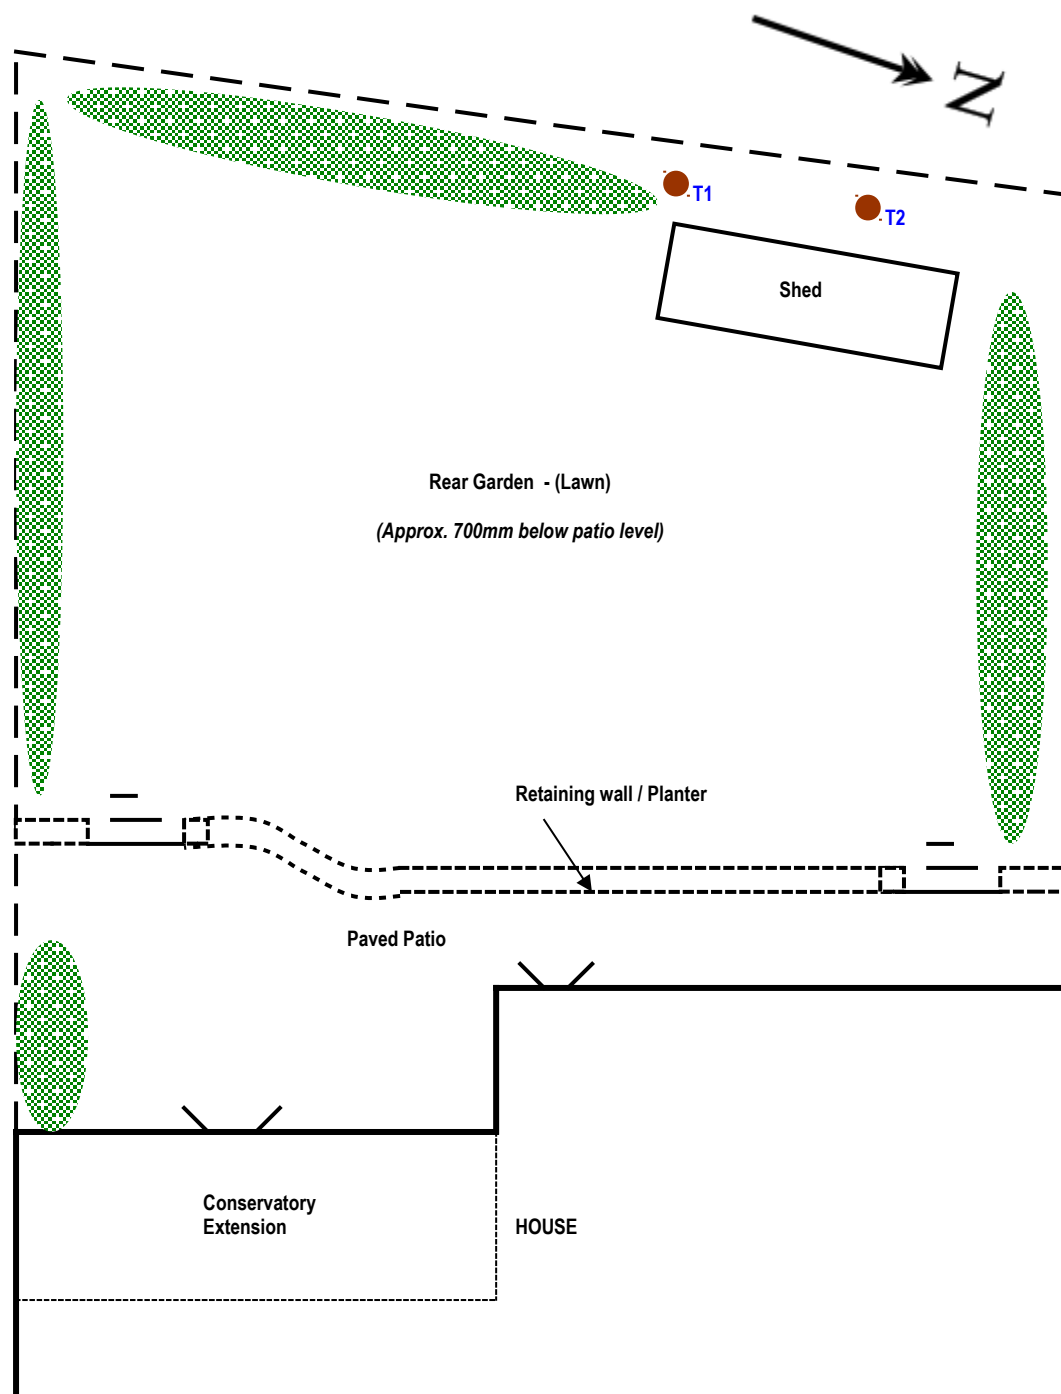 N
T1
T2
Shed
Rear Garden - (Lawn)
(Approx. 700mm below patio level)
Retaining wall / Planter
Paved Patio
Conservatory
Extension
HOUSE